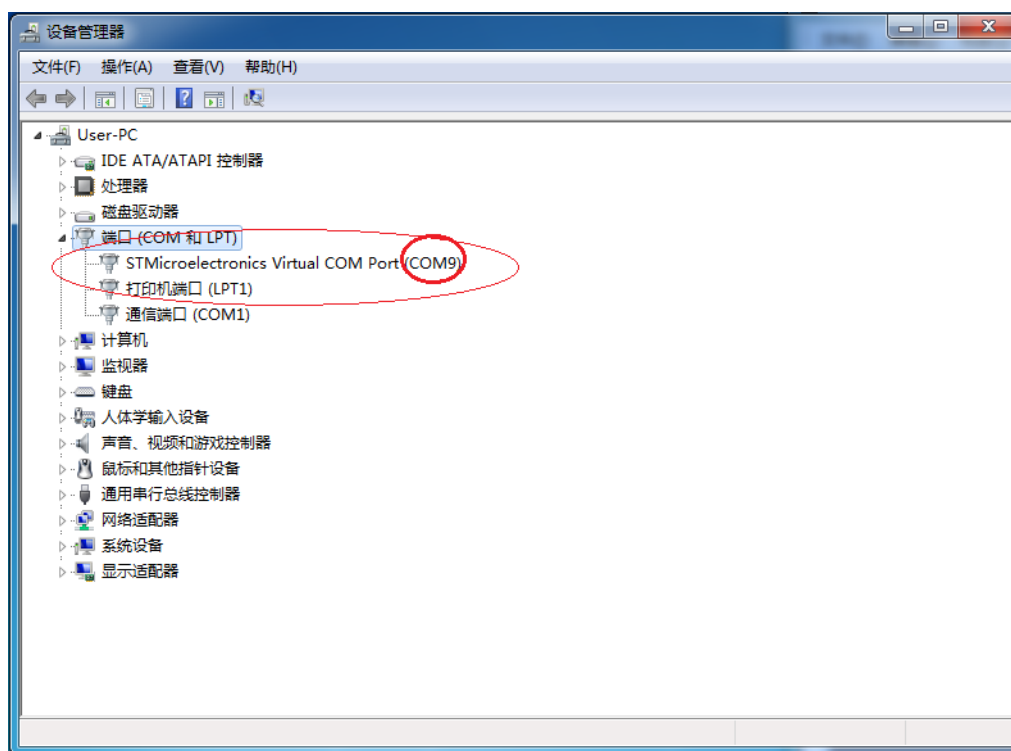 设备管理器
文件(F) 操作(A) 查看(V) 帮助(H)
User-PC
IDE ATA/ATAPI 控制器
处理器
磁盘驱动器
端口 (COM 和 LPT)
STMicroelectronics Virtual COM Port (COM9)
打印机端口 (LPT1)
通信端口 (COM1)
计算机
监视器
键盘
人体学输入设备
声音、视频和游戏控制器
鼠标和其他指针设备
通用串行总线控制器
网络适配器
系统设备
显示适配器